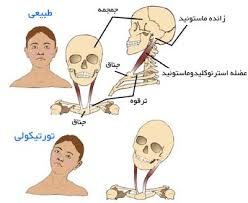 طبیعی
جمجمه
زائده ماستوئید
جناق
عضله استرنوکلیدوماستوئید
ترقوه
جناق
تورتیکولی